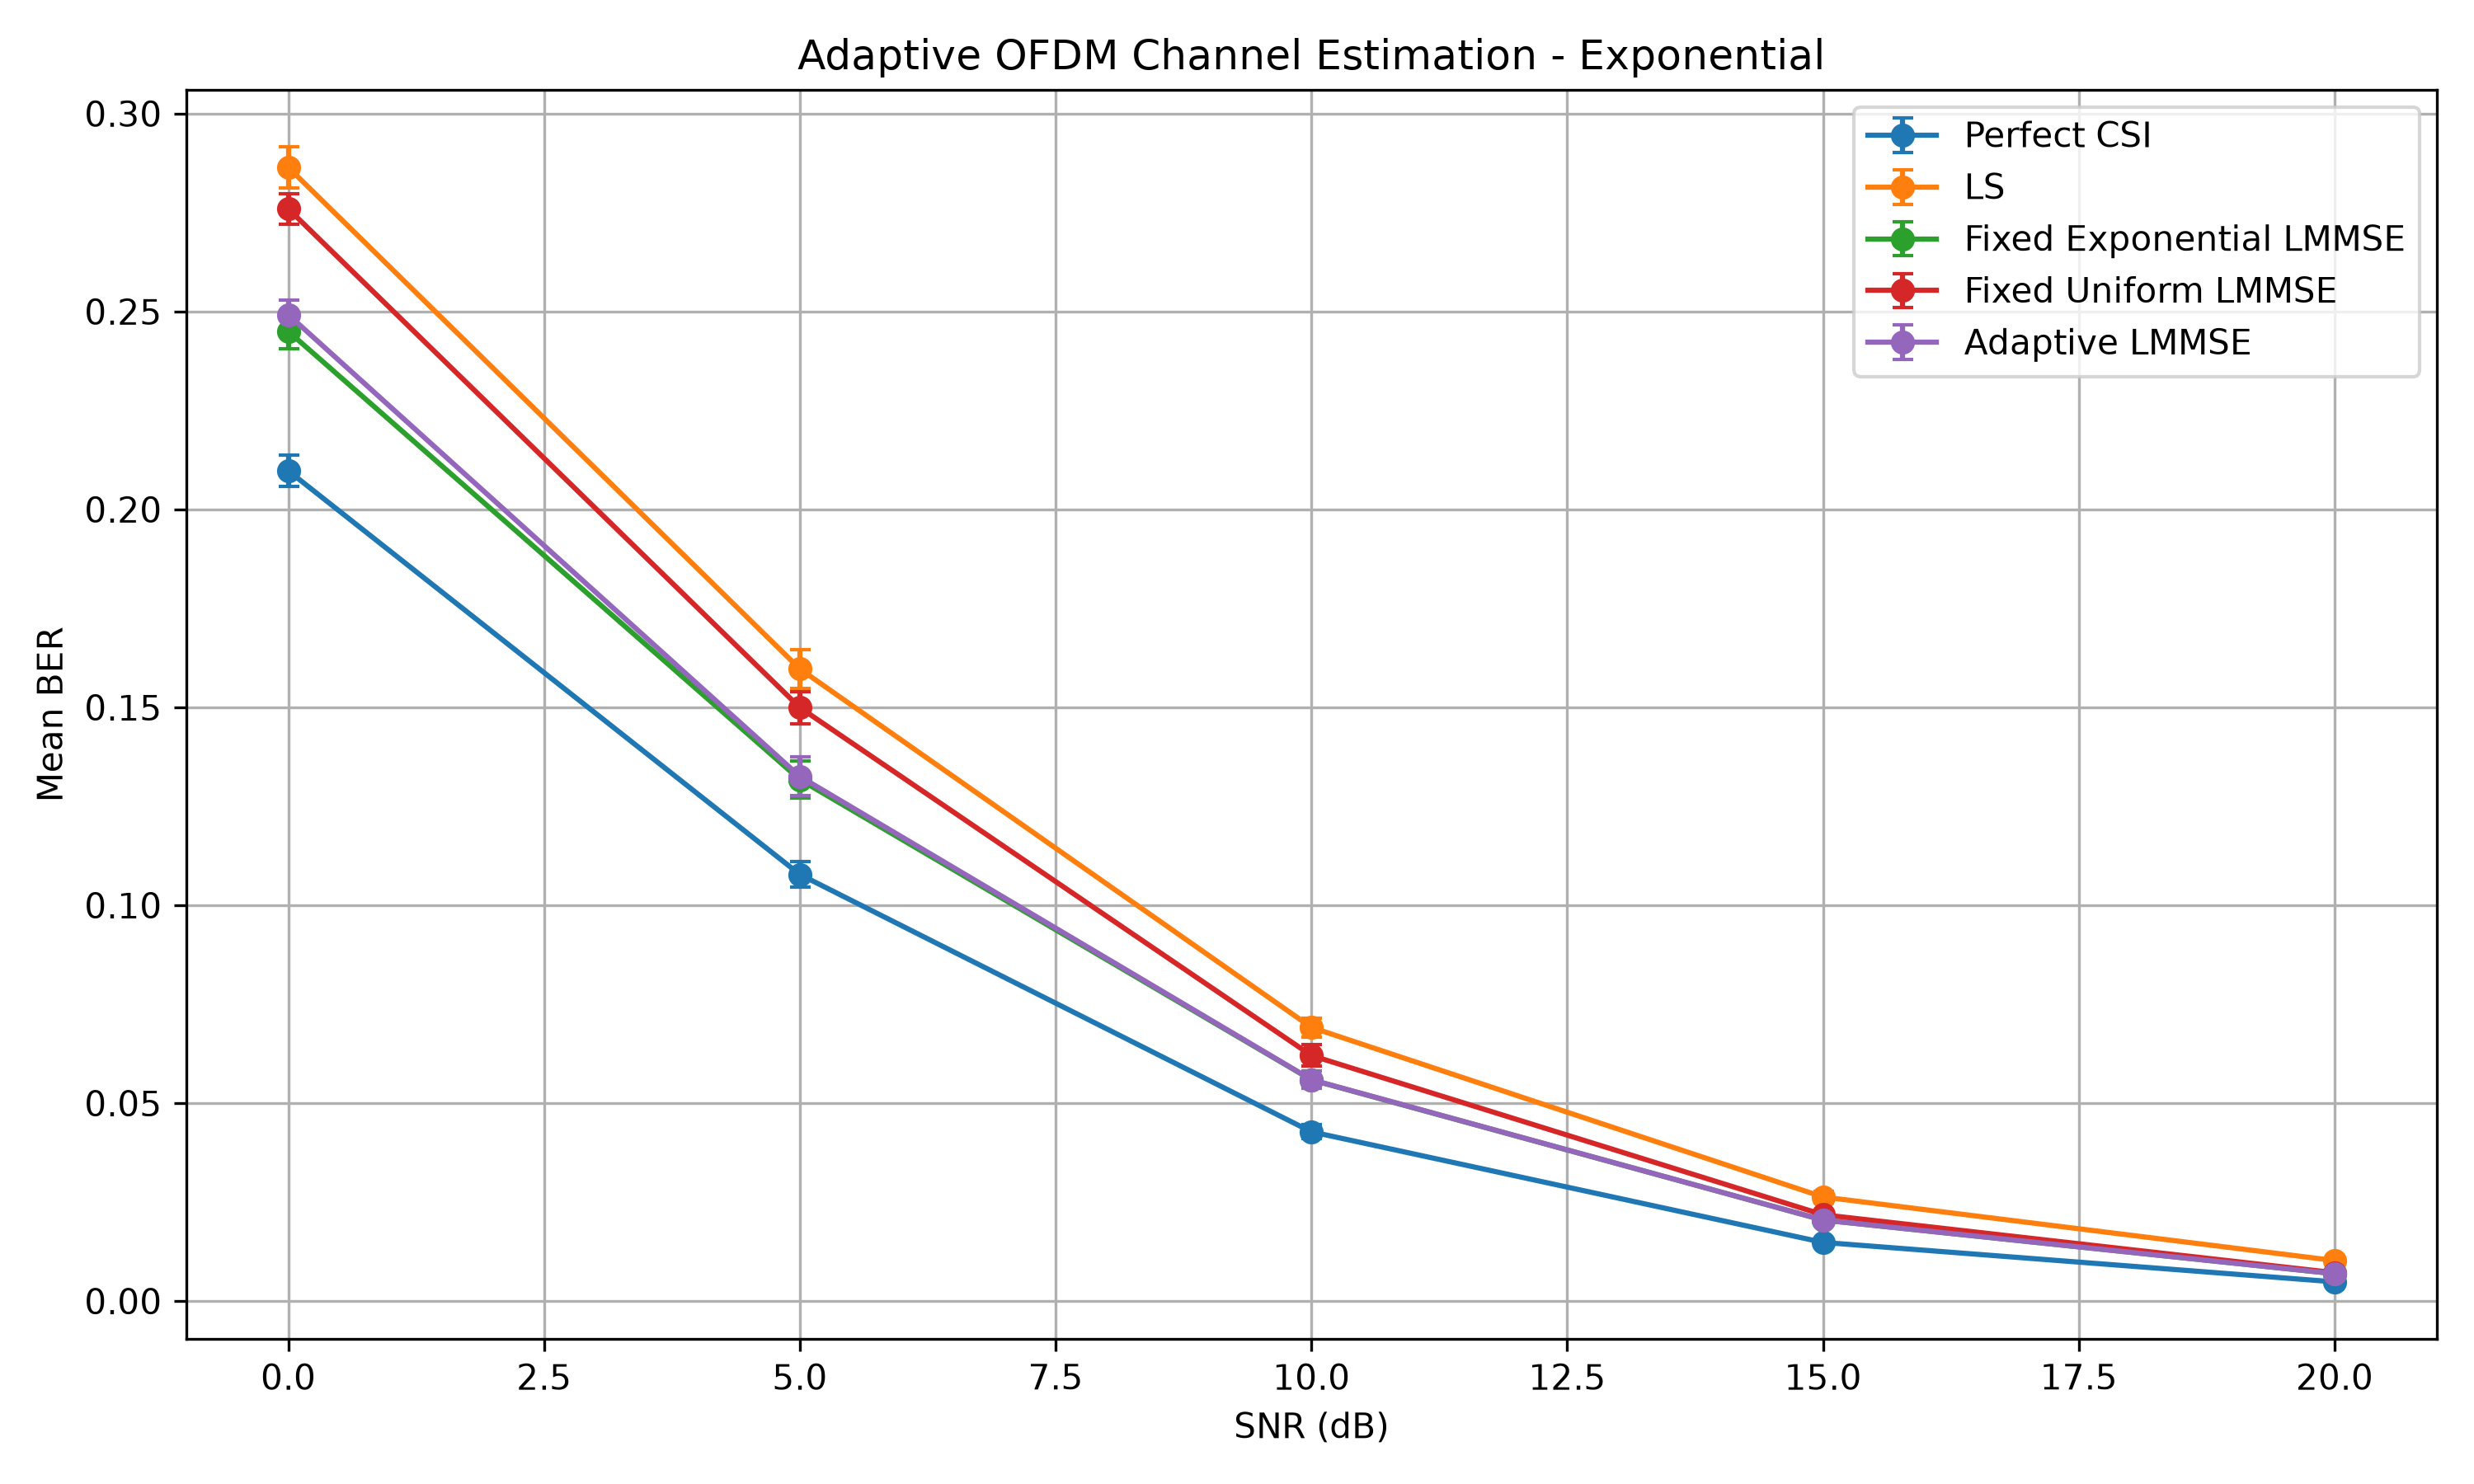 Adaptive OFDM Channel Estimation - Exponential
Mean BER
0.30
0.25
0.20
0.15
0.10
0.05
0.00
Perfect CSI
LS
Fixed Exponential LMMSE
Fixed Uniform LMMSE
Adaptive LMMSE
0.0 2.5 5.0 7.5 10.0 12.5 15.0 17.5 20.0
SNR (dB)